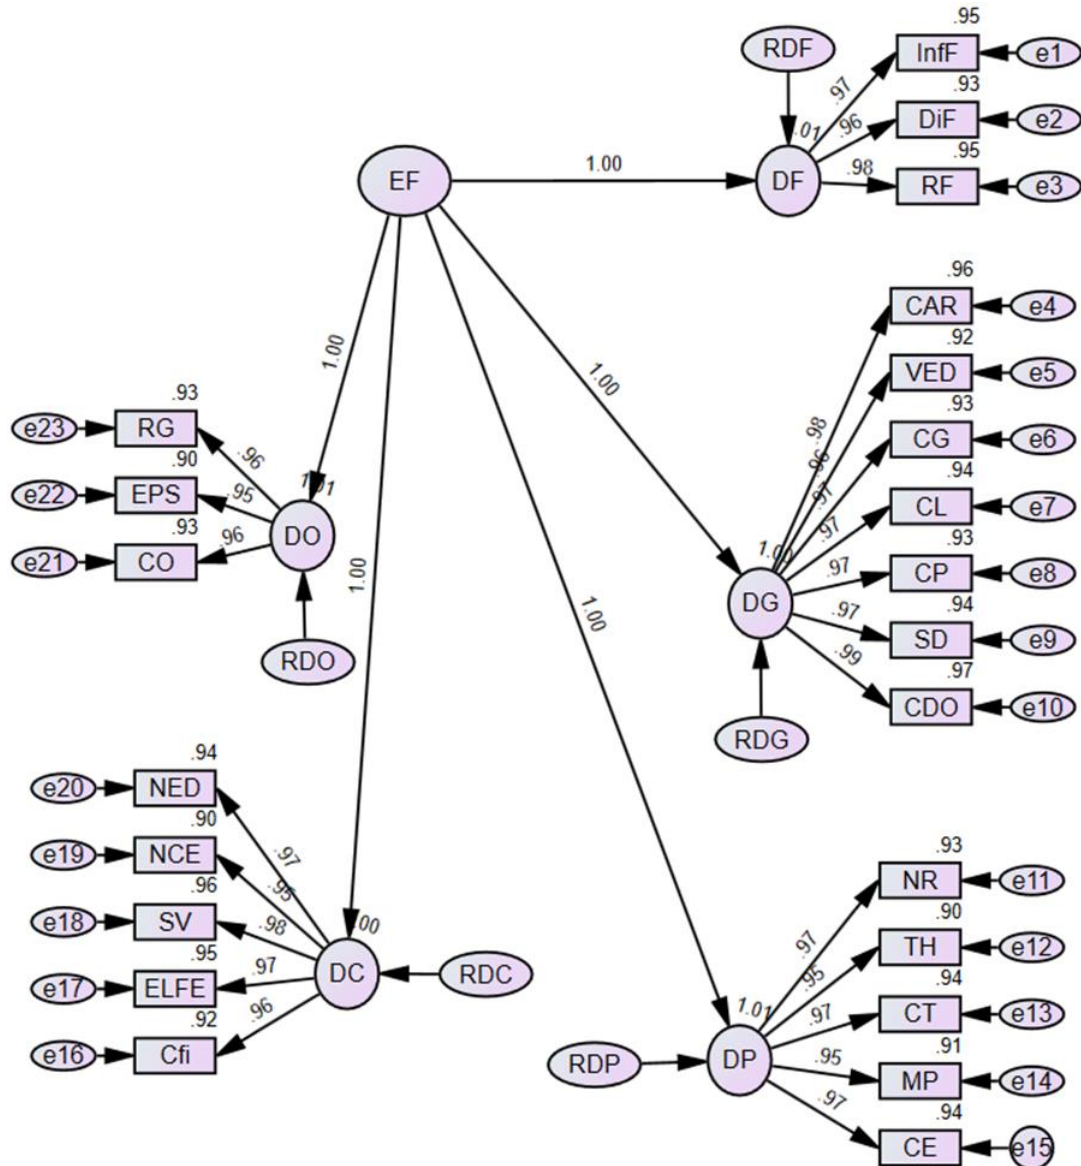 .95
RDF
InfF
e1
.97
.93
.01
.96
DiF
e2
.95
EF
1.00
DF
.98
RF
e3
.96
CAR
e4
.92
1.00
1.00
VED
e5
.93
.98
.93
CG
e6
e23
RG
.96
.96
.94
.90
.97
CL
e7
e22
EPS
.95
1.01
.97
.93
.93
DO
1.00
1.00
CP
e8
e21
CO
.96
.97
.94
DG
.97
SD
e9
1.00
RDO
.99
.97
CDO
e10
RDG
.94
e20
NED
.90
.97
.93
e19
NCE
.95
NR
e11
.96
.90
e18
SV
.98
.00
.97
TH
e12
.95
.95
.94
e17
ELFE
.97
DC
RDC
1.01
.97
CT
e13
.92
.96
.91
e16
Cfi
RDP
DP
.95
MP
e14
.97
.94
CE
e15